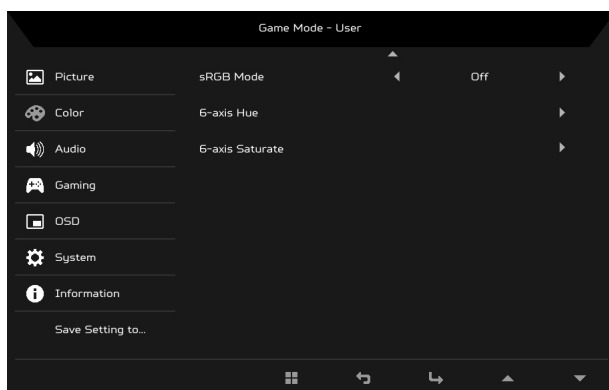 Game Mode - User
Picture
sRGB Mode
Off
Color
6-axis Hue
Audio
6-axis Saturate
Gaming
OSD
System
Information
Save Setting to...